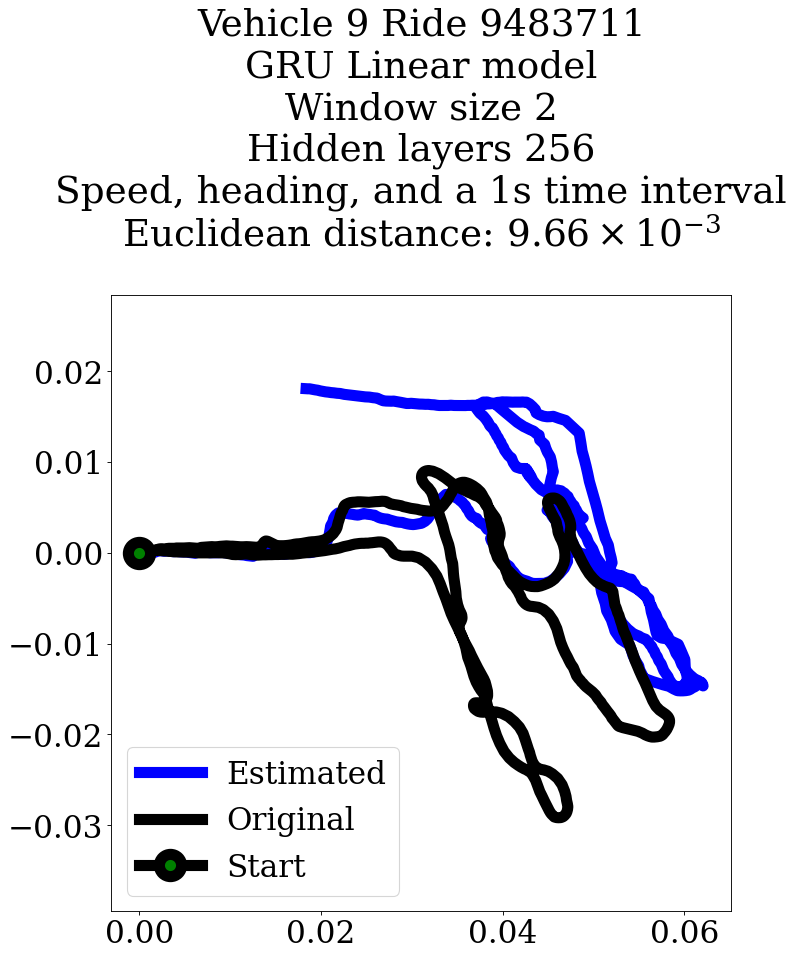 Vehicle 9 Ride 9483711
GRU Linear model
Window size 2
Hidden layers 256
Speed, heading, and a 1s time interval
Euclidean distance: 9.66 × 10⁻³
0.02
0.01
0.00
−0.01
−0.02
−0.03
Estimated
Original
Start
0.00 0.02 0.04 0.06